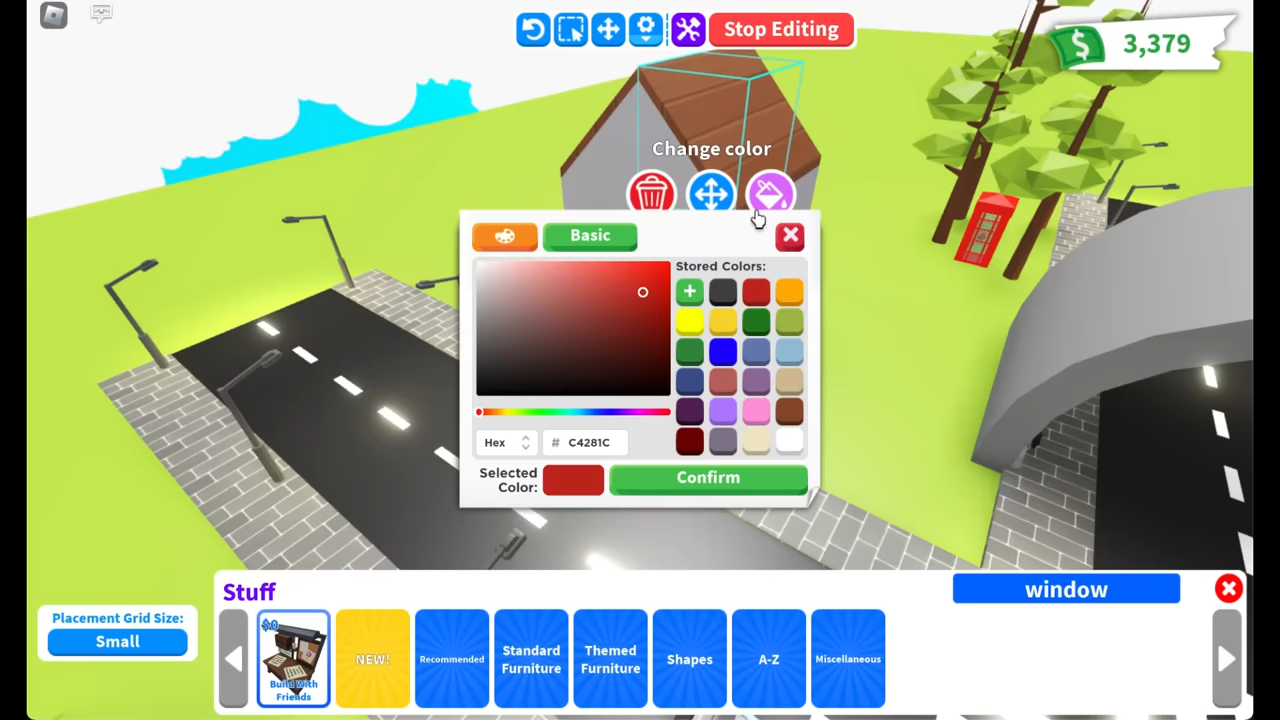 Stop Editing
$ 3,379
Change color
Basic
Stored Colors:
Hex
# C4281C
Selected
Color:
Confirm
Stuff
window
Placement Grid Size:
Small
$0
Build With
Friends
NEW!
Recommended
Standard
Furniture
Themed
Furniture
Shapes
A-Z
Miscellaneous